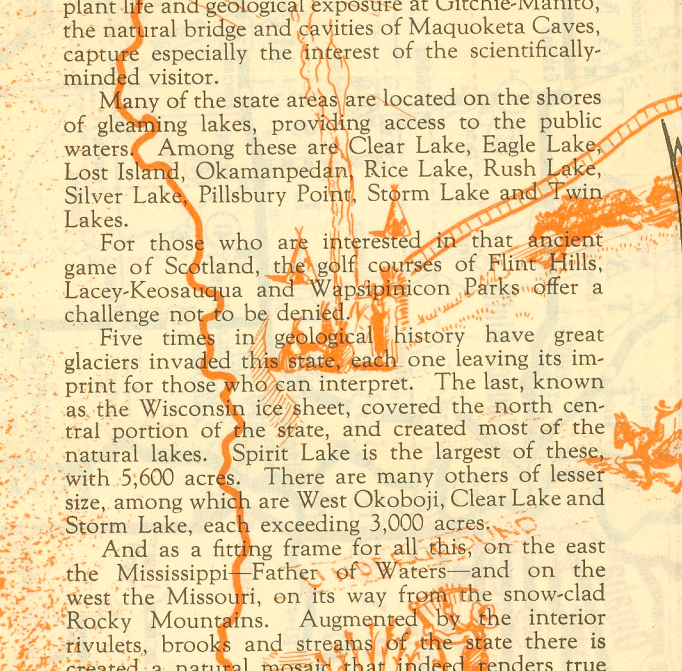 plant life and geological exposure at Gitchie-Manito,
the natural bridge and cavities of Maquoketa Caves,
capture especially the interest of the scientifically-
minded visitor.
Many of the state areas are located on the shores
of gleaming lakes, providing access to the public
waters. Among these are Clear Lake, Eagle Lake,
Lost Island, Okamanpedan, Rice Lake, Rush Lake,
Silver Lake, Pillsbury Point, Storm Lake and Twin
Lakes.
For those who are interested in that ancient
game of Scotland, the golf courses of Flint Hills,
Lacey-Keosauqua and Wapsipinicon Parks offer a
challenge not to be denied.
Five times in geological history have great
glaciers invaded this state, each one leaving its im-
print for those who can interpret. The last, known
as the Wisconsin ice sheet, covered the north cen-
tral portion of the state, and created most of the
natural lakes. Spirit Lake is the largest of these,
with 5,600 acres. There are many others of lesser
size, among which are West Okoboji, Clear Lake and
Storm Lake, each exceeding 3,000 acres.
And as a fitting frame for all this, on the east
the Mississippi—Father of Waters—and on the
west the Missouri, on its way from the snow-clad
Rocky Mountains. Augmented by the interior
rivulets, brooks and streams of the state there is
created a natural mosaic that indeed renders true